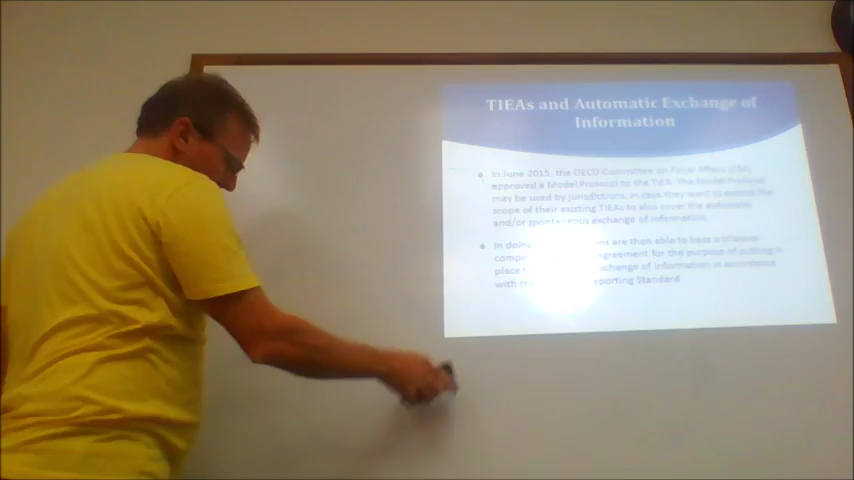 TIEAs and Automatic Exchange of
Information
In June 2015, the OECD Committee on Fiscal Affairs (CFA)
approved a Model Protocol to the TIEA. The Model Protocol
may be used by jurisdictions, in case they want to extend the
scope of their existing TIEAs to also cover the automatic
and/or spontaneous exchange of information.
In doing ns are then able to base a bilateral
compe agreement for the purpose of putting in
place t exchange of information in accordance
with the eporting Standard